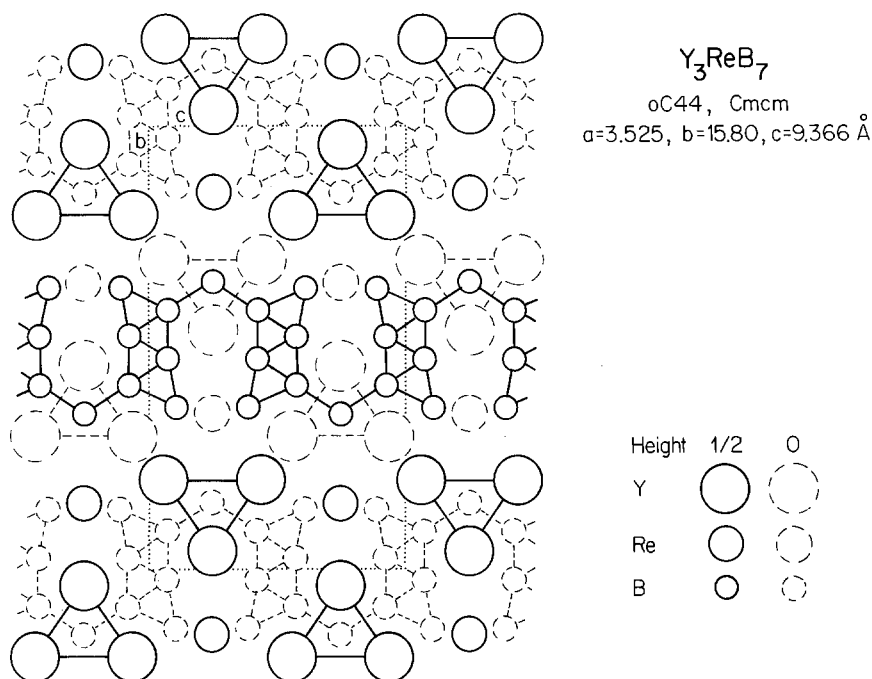 Y₃ReB₇
oC44, Cmcm
a=3.525, b=15.80, c=9.366 Å
c
b
Height 1/2 0
Y
Re
B